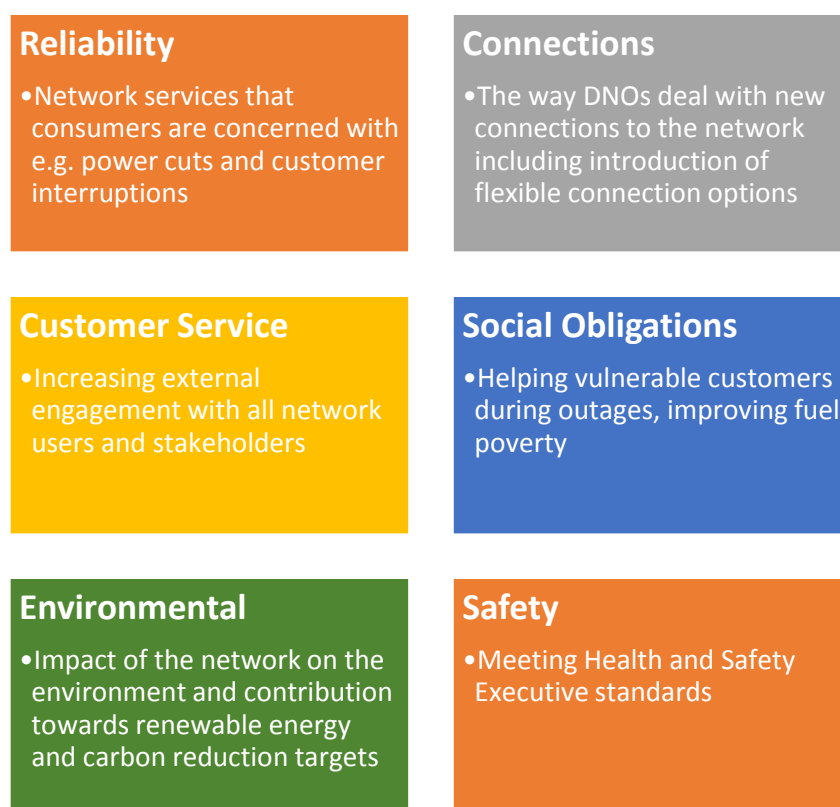 Reliability
•Network services that
consumers are concerned with
e.g. power cuts and customer
interruptions
Connections
•The way DNOs deal with new
connections to the network
including introduction of
flexible connection options
Customer Service
•Increasing external
engagement with all network
users and stakeholders
Social Obligations
•Helping vulnerable customers
during outages, improving fuel
poverty
Environmental
•Impact of the network on the
environment and contribution
towards renewable energy
and carbon reduction targets
Safety
•Meeting Health and Safety
Executive standards